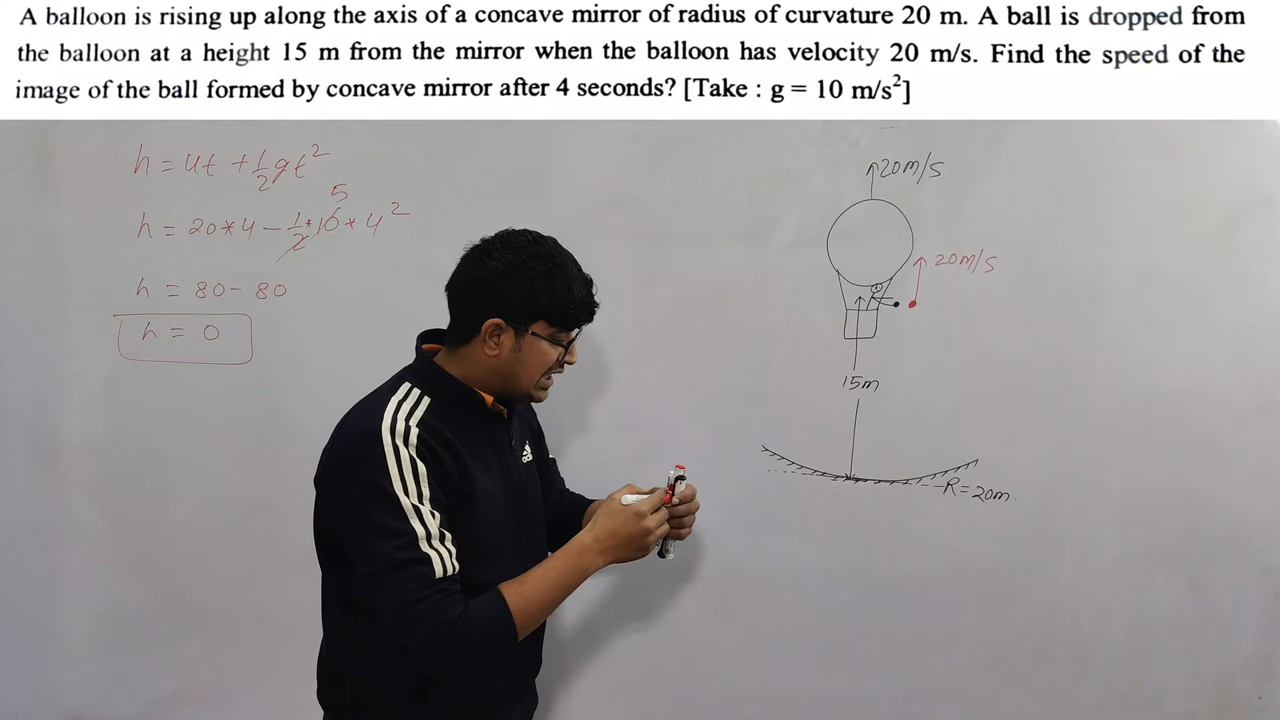 A balloon is rising up along the axis of a concave mirror of radius of curvature 20 m. A ball is dropped from
the balloon at a height 15 m from the mirror when the balloon has velocity 20 m/s. Find the speed of the
image of the ball formed by concave mirror after 4 seconds? [Take : g = 10 m/s²]
h = ut + 1/2 gt²
h = 20*4 - 1/2*10*4²
5
h = 80 - 80
h = 0
20m/s
20m/s
15m
R = 20m.
adidas